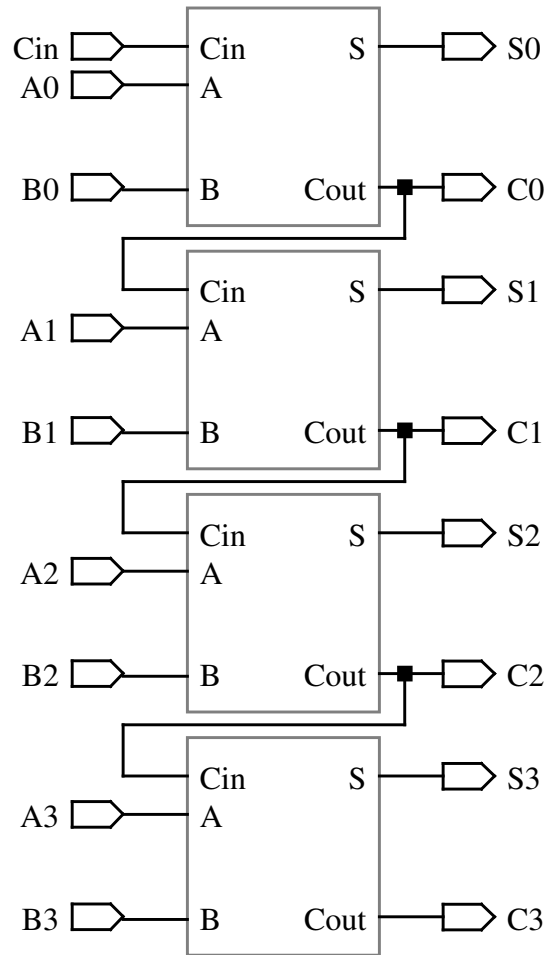 Cin Cin S S0
A0 A
B0 B Cout C0
Cin S S1
A1 A
B1 B Cout C1
Cin S S2
A2 A
B2 B Cout C2
Cin S S3
A3 A
B3 B Cout C3